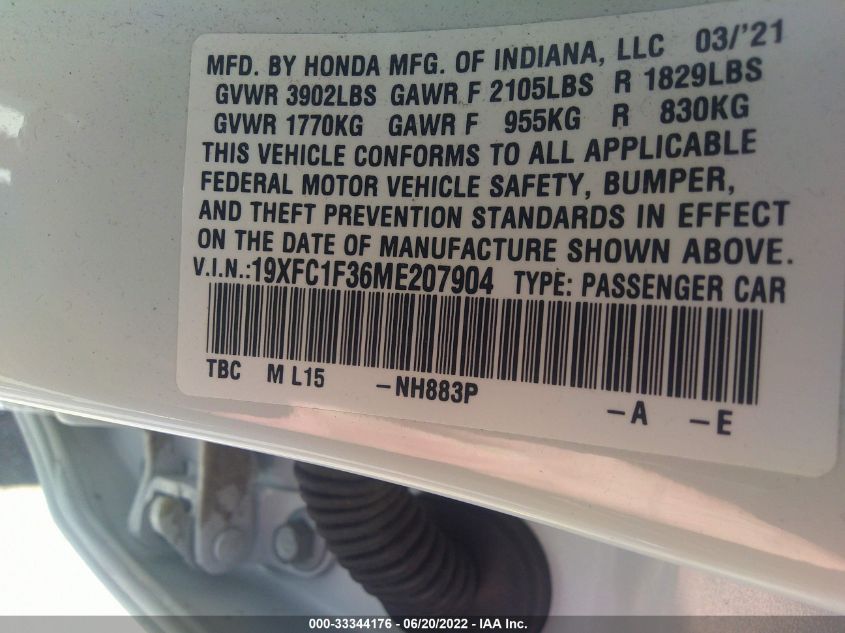 MFD. BY HONDA MFG. OF INDIANA, LLC 03/'21
GVWR 3902LBS GAWR F 2105LBS R 1829LBS
GVWR 1770KG GAWR F 955KG R 830KG
THIS VEHICLE CONFORMS TO ALL APPLICABLE
FEDERAL MOTOR VEHICLE SAFETY, BUMPER,
AND THEFT PREVENTION STANDARDS IN EFFECT
ON THE DATE OF MANUFACTURE SHOWN ABOVE.
V.I.N.:19XFC1F36ME207904 TYPE: PASSENGER CAR
TBC M L15 –NH883P –A –E
000-33344176 - 06/20/2022 - IAA Inc.